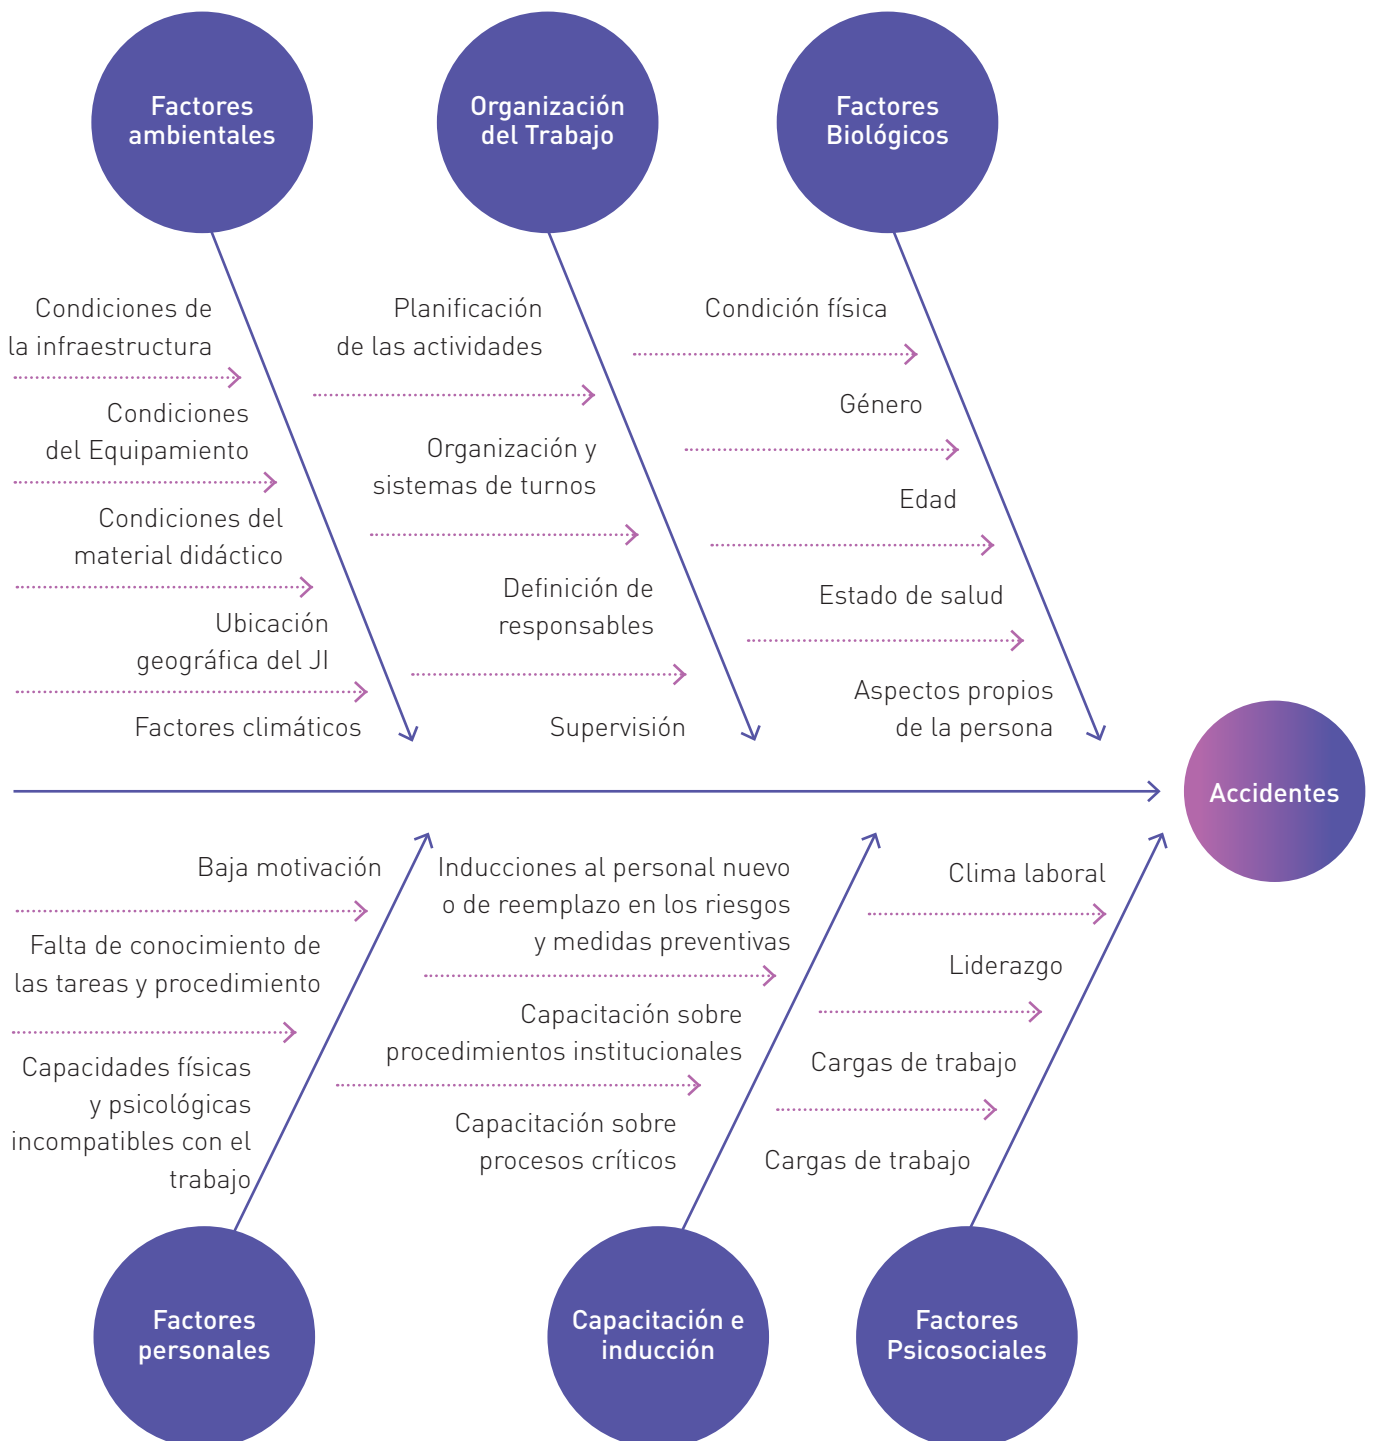 Factores
ambientales
Organización
del Trabajo
Factores
Biológicos
Condiciones de
la infraestructura
Condiciones
del Equipamiento
Condiciones del
material didáctico
Ubicación
geográfica del JI
Factores climáticos
Planificación
de las actividades
Organización y
sistemas de turnos
Definición de
responsables
Supervisión
Condición física
Género
Edad
Estado de salud
Aspectos propios
de la persona
Accidentes
Baja motivación
Falta de conocimiento de
las tareas y procedimiento
Capacidades físicas
y psicológicas
incompatibles con el
trabajo
Inducciones al personal nuevo
o de reemplazo en los riesgos
y medidas preventivas
Capacitación sobre
procedimientos institucionales
Capacitación sobre
procesos críticos
Clima laboral
Liderazgo
Cargas de trabajo
Cargas de trabajo
Factores
personales
Capacitación e
inducción
Factores
Psicosociales